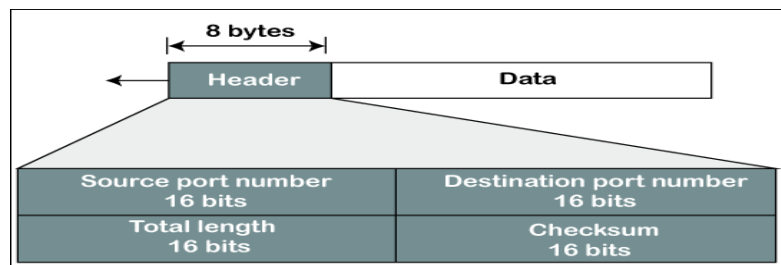 8 bytes
Header
Data
Source port number
16 bits
Destination port number
16 bits
Total length
16 bits
Checksum
16 bits